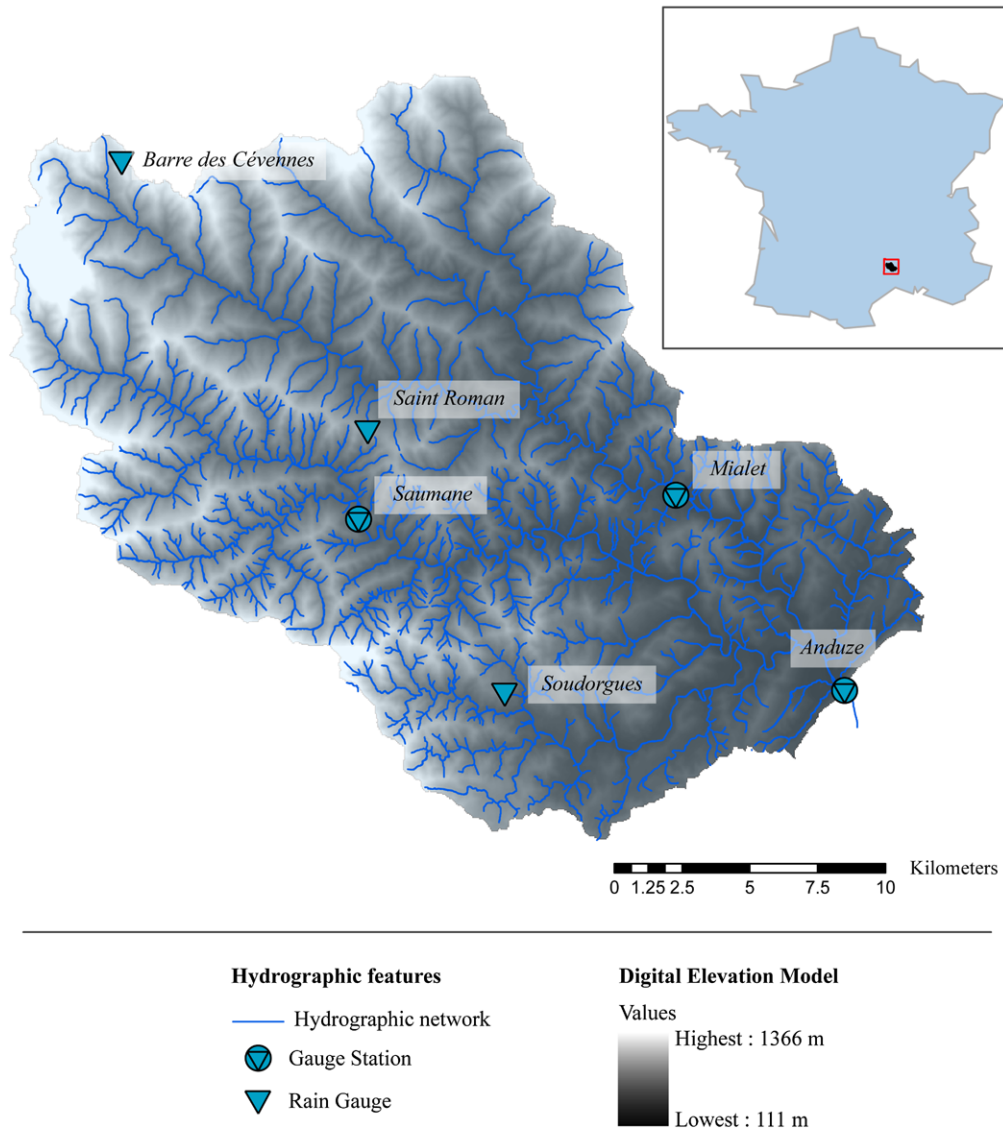 Barre des Cévennes
Saint Roman
Saumane
Mialet
Anduze
Soudorgues
Kilometers
0 1.25 2.5 5 7.5 10
Hydrographic features
Hydrographic network
Gauge Station
Rain Gauge
Digital Elevation Model
Values
Highest : 1366 m
Lowest : 111 m